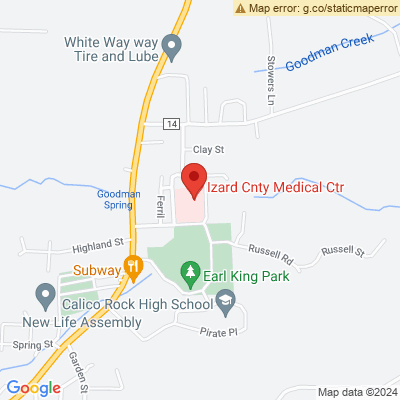 Map error: g.co/staticmaperror
Goodman Creek
White Way way
Tire and Lube
Stowers Ln
14
Clay St
Izard Cnty Medical Ctr
Goodman
Spring
Ferril
Highland St
Russell St
Russell Rd
Subway
Earl King Park
Calico Rock High School
New Life Assembly
Pirate Pl
Spring St
Garden St
Google
Map data ©2024